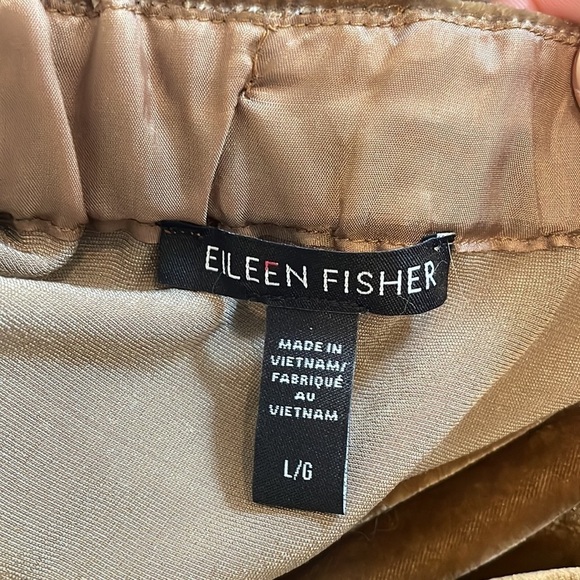 EILEEN FISHER
MADE IN
VIETNAM/
FABRIQUÉ
AU
VIETNAM
L/G